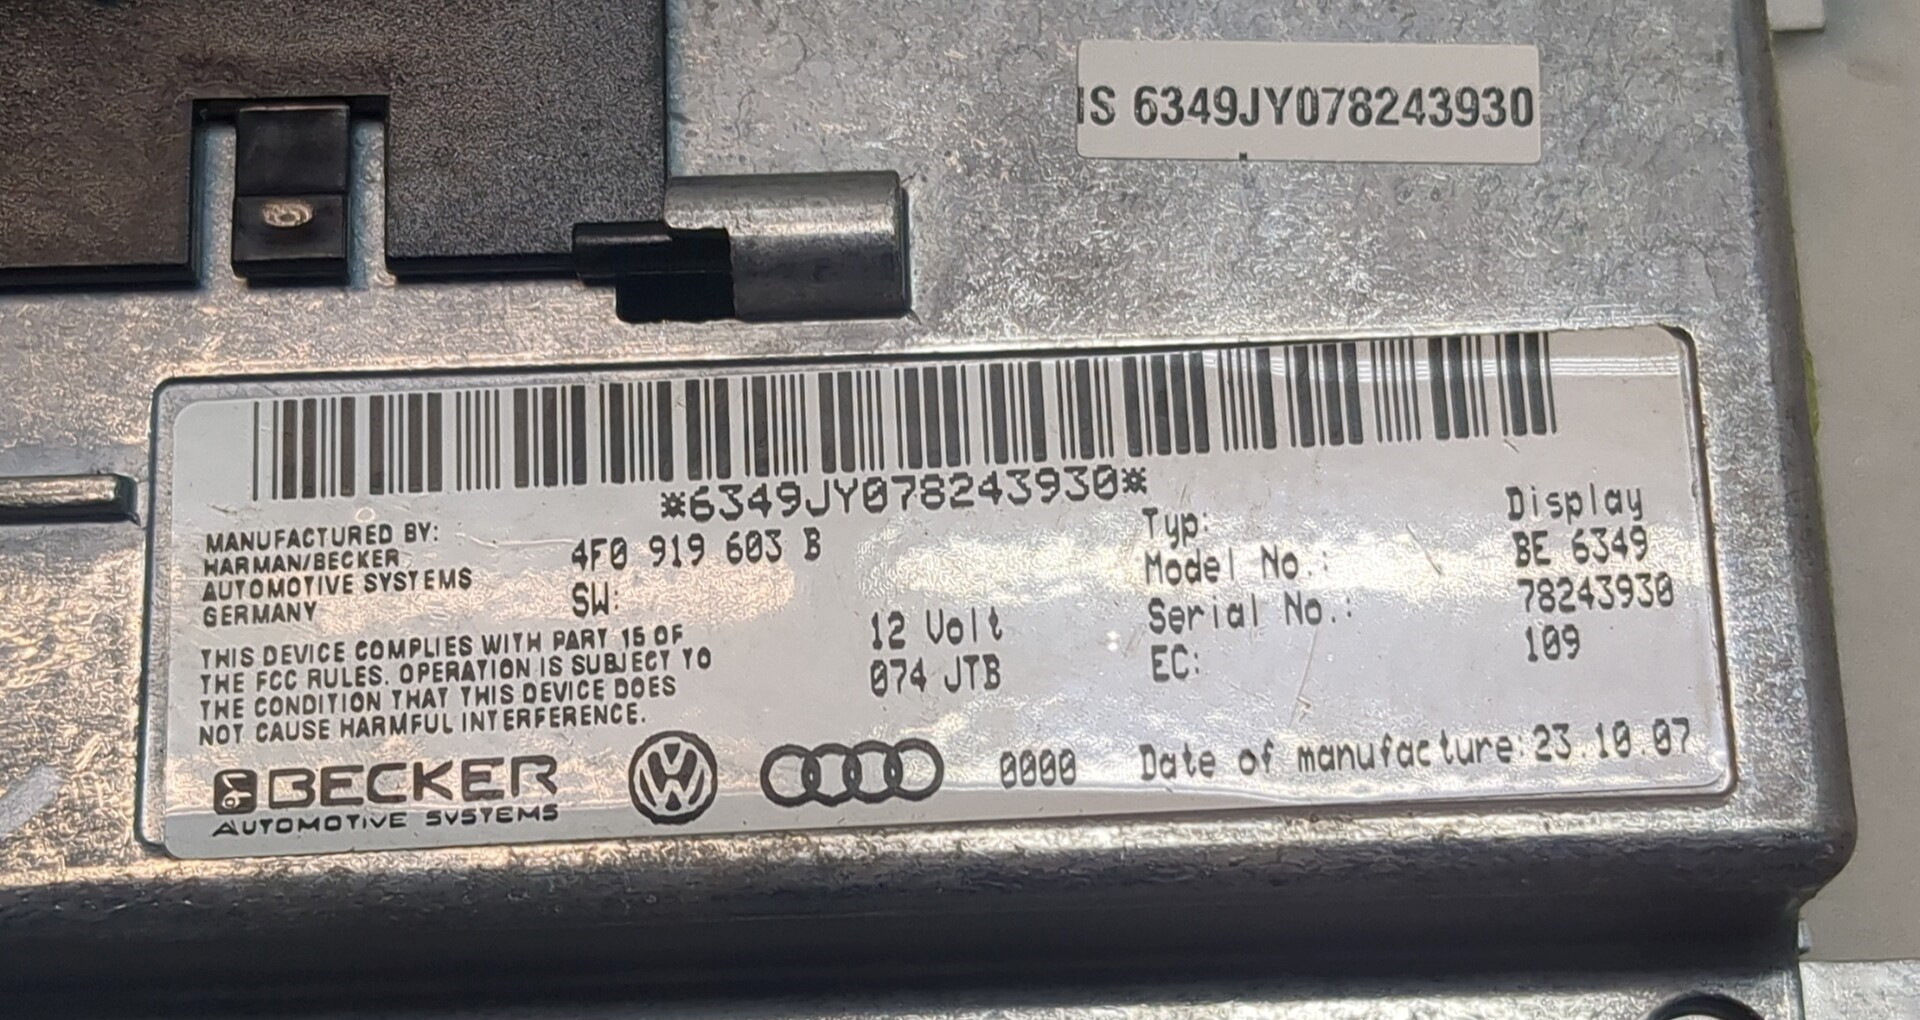 IS 6349JY078243930
*6349JY078243930*
MANUFACTURED BY:
HARMAN/BECKER
AUTOMOTIVE SYSTEMS
GERMANY
4F0 919 603 B
SW:
THIS DEVICE COMPLIES WITH PART 15 OF
THE FCC RULES. OPERATION IS SUBJECT TO
THE CONDITION THAT THIS DEVICE DOES
NOT CAUSE HARMFUL INTERFERENCE.
12 Volt
074 JTB
Typ: Display
Model No.: BE 6349
Serial No.: 78243930
EC: 109
BECKER
AUTOMOTIVE SYSTEMS
0000
Date of manufacture:23.10.07